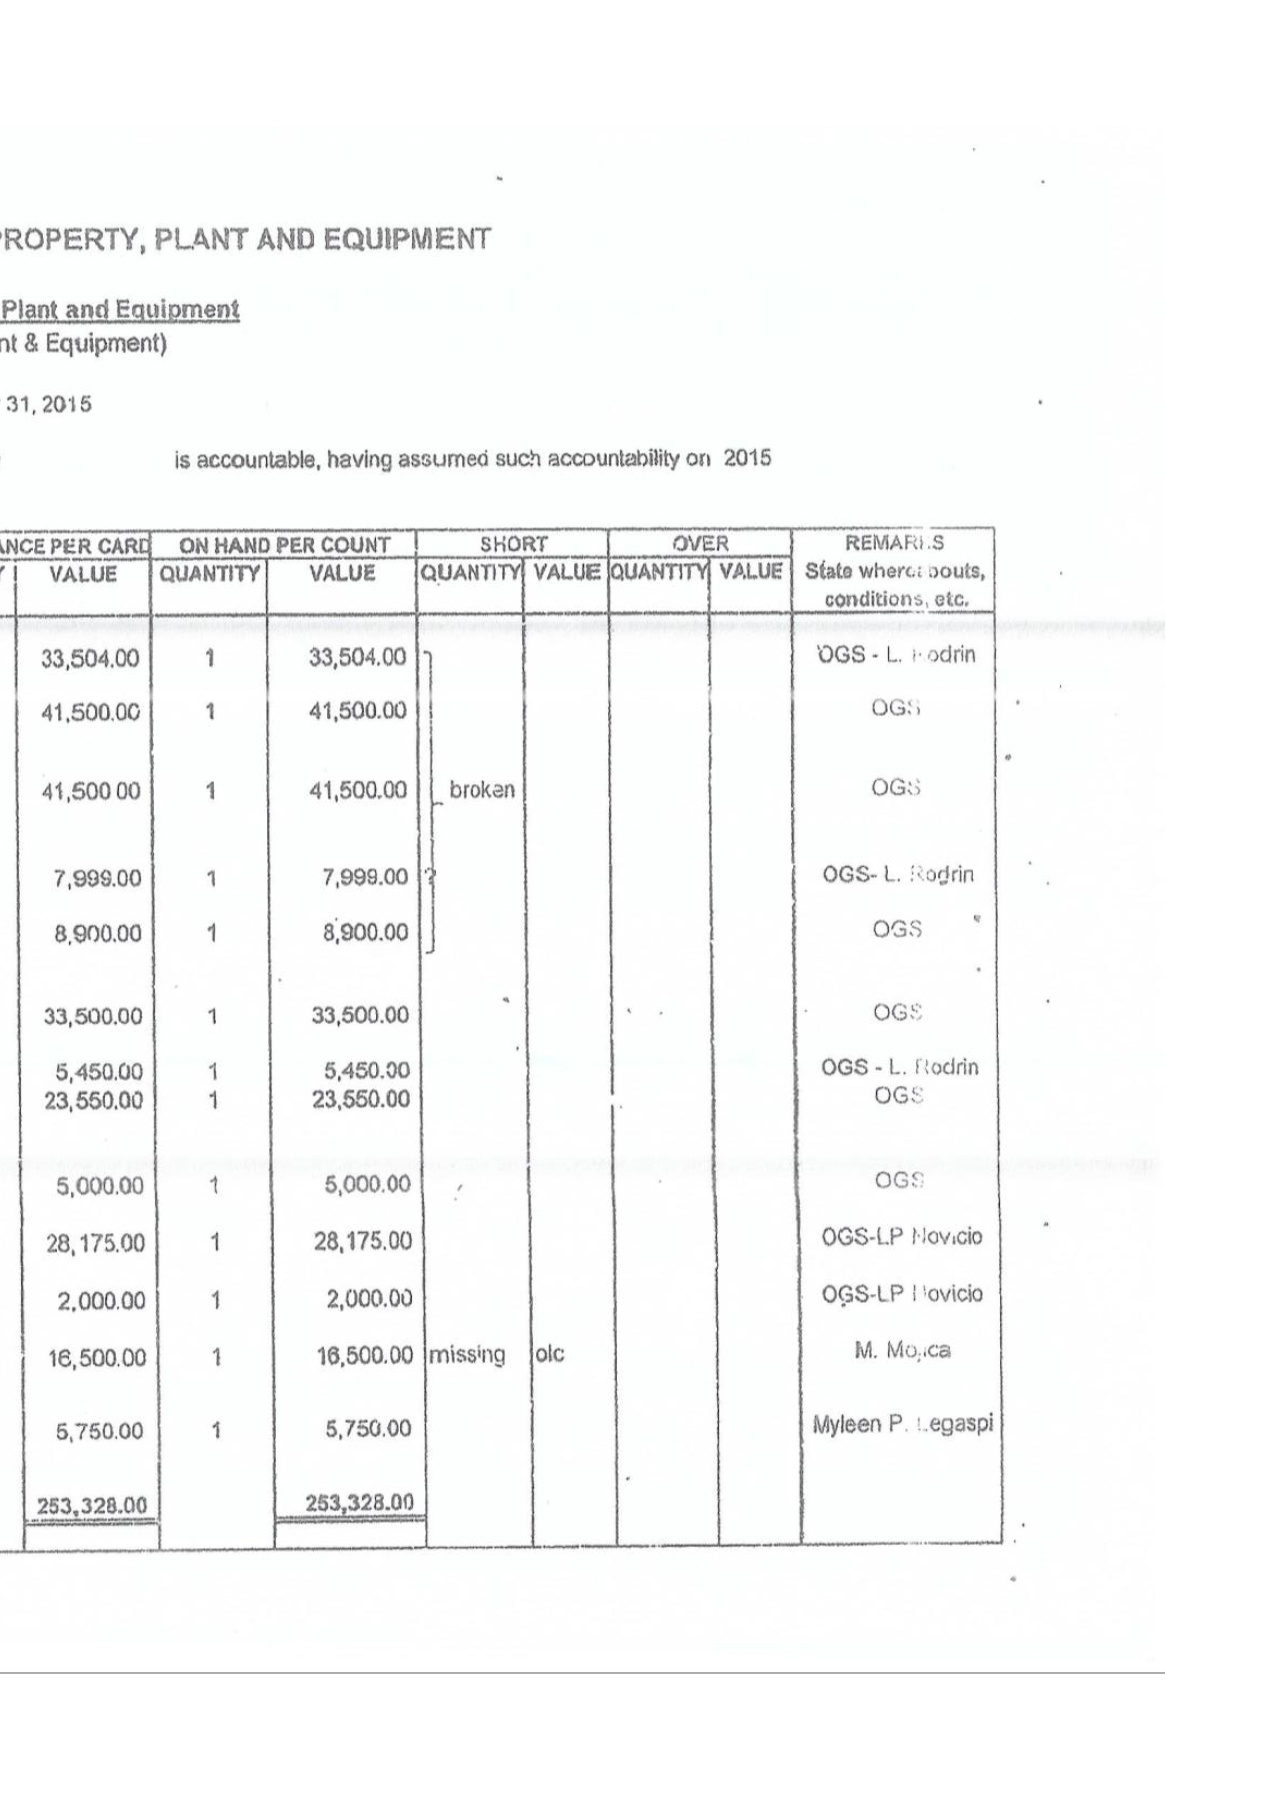 PROPERTY, PLANT AND EQUIPMENT
Plant and Equipment
nt & Equipment)
31, 2015
is accountable, having assumed such accountability on 2015
ANCE PER CARD ON HAND PER COUNT SHORT OVER REMARKS
Y VALUE QUANTITY VALUE QUANTITY VALUE QUANTITY VALUE State whereabouts,
conditions, etc.
33,504.00 1 33,504.00 OGS - L. Rodrin
41,500.00 1 41,500.00 OGS
41,500 00 1 41,500.00 broken OGS
7,999.00 1 7,999.00 OGS- L. Rodrin
8,900.00 1 8,900.00 OGS
33,500.00 1 33,500.00 OGS
5,450.00 1 5,450.00 OGS - L. Rodrin
23,550.00 1 23,550.00 OGS
5,000.00 1 5,000.00 OGS
28,175.00 1 28,175.00 OGS-LP Novicio
2,000.00 1 2,000.00 OGS-LP Novicio
16,500.00 1 16,500.00 missing olc M. Mojica
5,750.00 1 5,750.00 Myleen P. Legaspi
253,328.00 253,328.00